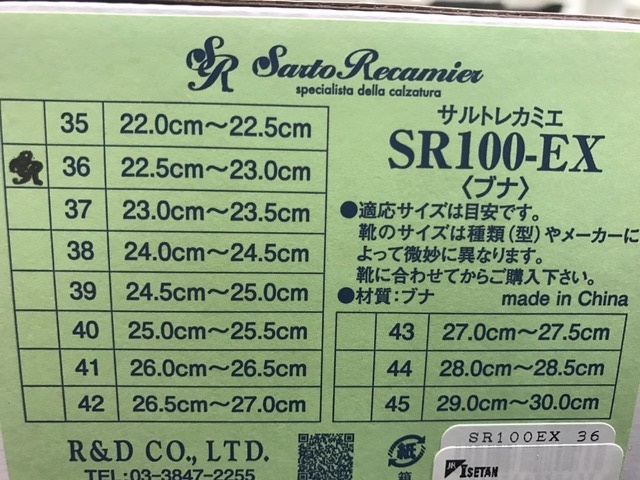 SR Sarto Recamier
specialista della calzatura
サルトレカミエ
SR100-EX
〈ブナ〉
●適応サイズは目安です。
靴のサイズは種類(型)やメーカーに
よって微妙に異なります。
靴に合わせてからご購入下さい。
●材質:ブナ made in China
35 22.0cm〜22.5cm
SR 36 22.5cm〜23.0cm
37 23.0cm〜23.5cm
38 24.0cm〜24.5cm
39 24.5cm〜25.0cm
40 25.0cm〜25.5cm
41 26.0cm〜26.5cm
42 26.5cm〜27.0cm
43 27.0cm〜27.5cm
44 28.0cm〜28.5cm
45 29.0cm〜30.0cm
R&D CO., LTD.
TEL:03-3847-2255
紙
箱
SR100EX 36
ISETAN